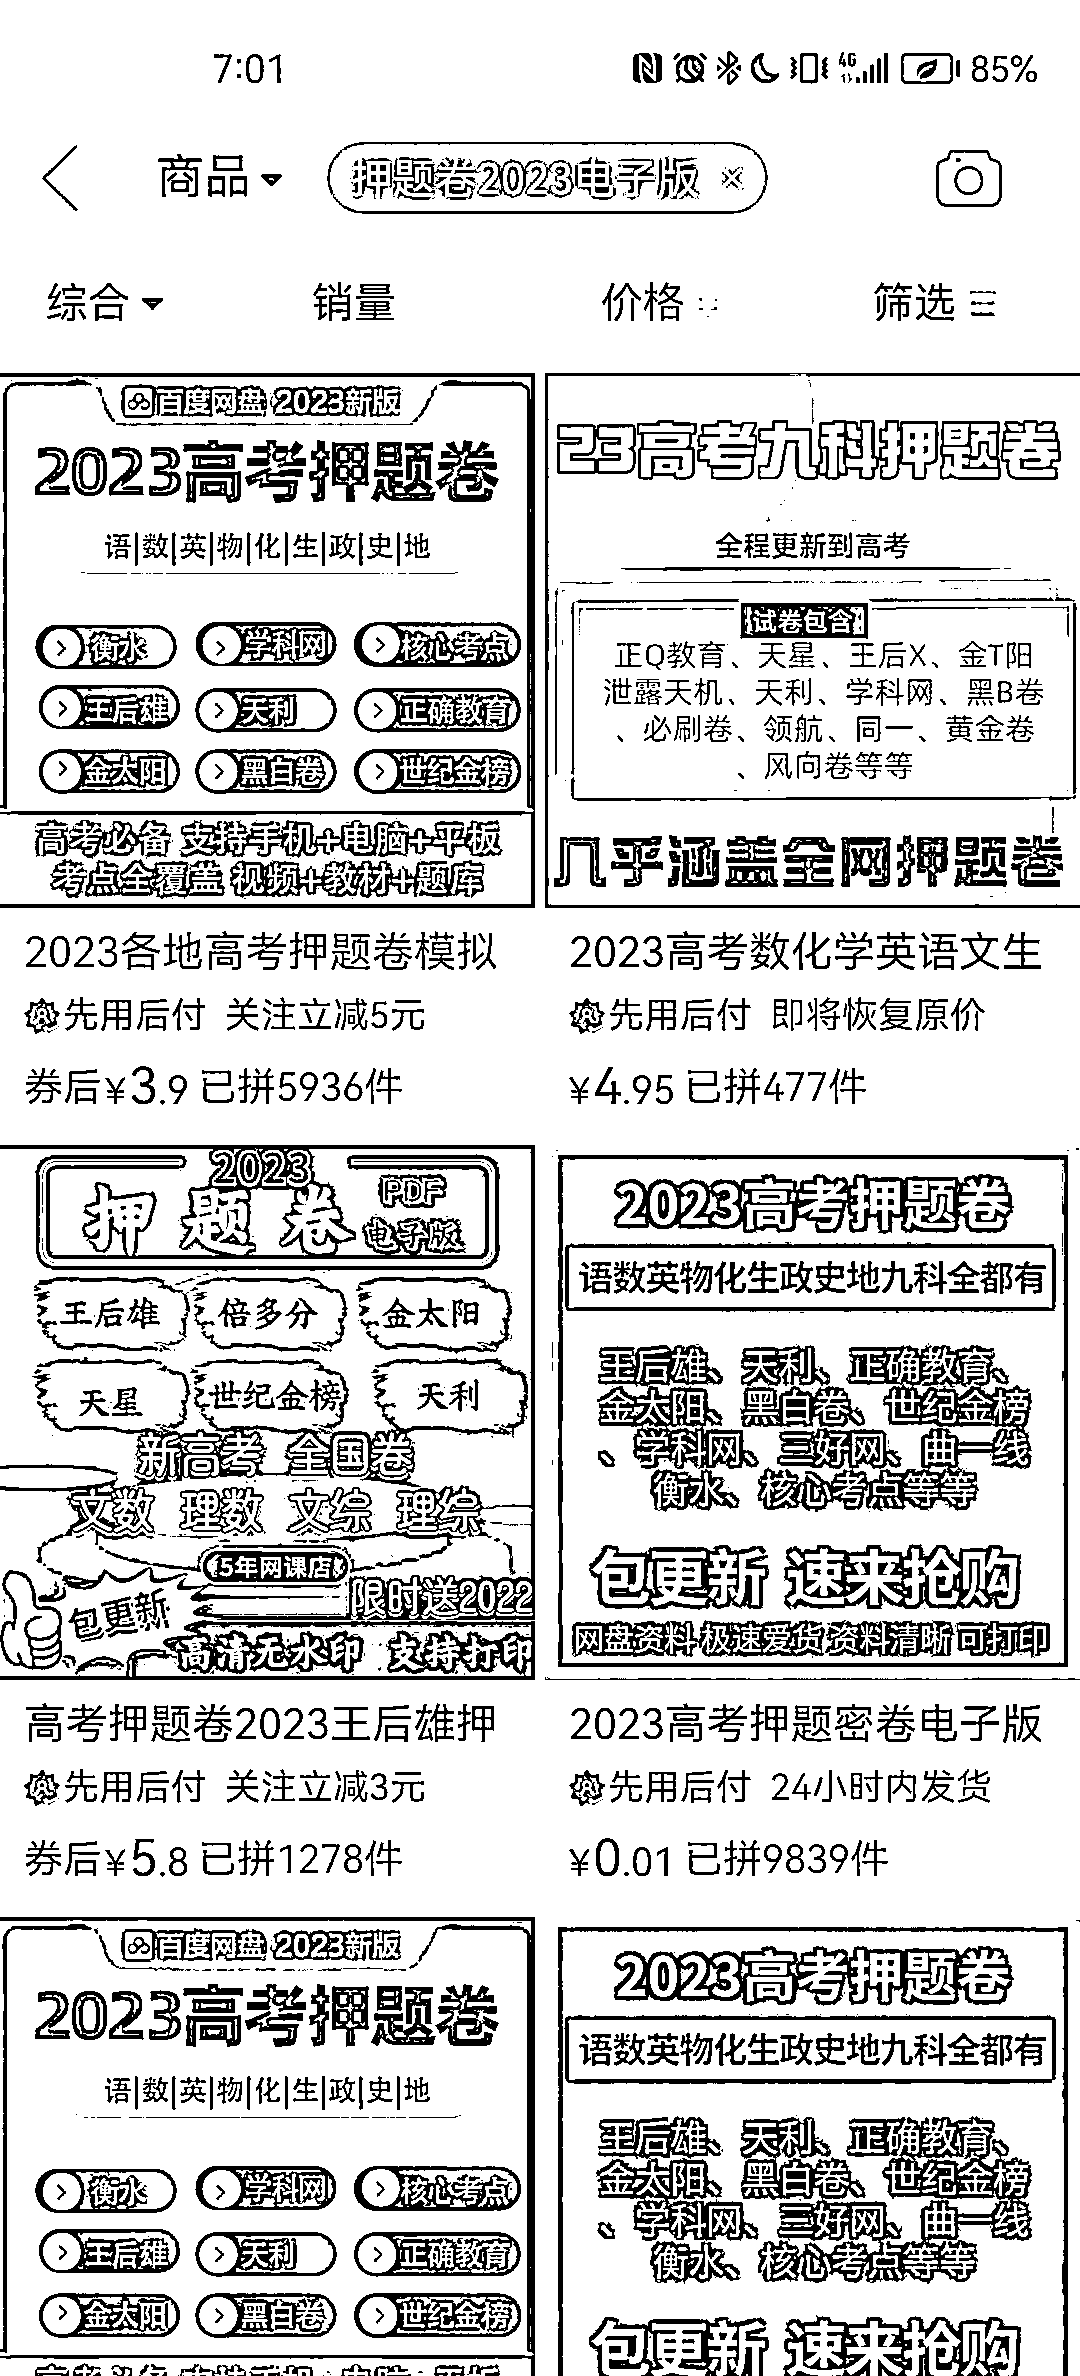 7:01
4G
85%
商品
押题卷2023电子版
综合
销量
价格
筛选
百度网盘 2023新版
2023高考押题卷
语|数|英|物|化|生|政|史|地
衡水
学科网
核心考点
王后雄
天利
正确教育
金太阳
黑白卷
世纪金榜
高考必备 支持手机+电脑+平板
考点全覆盖 视频+教材+题库
2023各地高考押题卷模拟
先用后付 关注立减5元
券后¥3.9 已拼5936件
23高考九科押题卷
全程更新到高考
试卷包含
正Q教育、天星、王后X、金T阳
泄露天机、天利、学科网、黑B卷
、必刷卷、领航、同一、黄金卷
、风向卷等等
几乎涵盖全网押题卷
2023高考数化学英语文生
先用后付 即将恢复原价
¥4.95 已拼477件
2023
押题卷
PDF
电子版
王后雄
倍多分
金太阳
天星
世纪金榜
天利
新高考 全国卷
文数 理数 文综 理综
5年网课店
限时送2022
包更新
高清无水印 支持打印
高考押题卷2023王后雄押
先用后付 关注立减3元
券后¥5.8 已拼1278件
2023高考押题卷
语数英物化生政史地九科全都有
王后雄、天利、正确教育、
金太阳、黑白卷、世纪金榜
、学科网、三好网、曲一线
衡水、核心考点等等
包更新 速来抢购
网盘资料 极速爱货 资料清晰 可打印
2023高考押题密卷电子版
先用后付 24小时内发货
¥0.01 已拼9839件
百度网盘 2023新版
2023高考押题卷
语|数|英|物|化|生|政|史|地
衡水
学科网
核心考点
王后雄
天利
正确教育
金太阳
黑白卷
世纪金榜
2023高考押题卷
语数英物化生政史地九科全都有
王后雄、天利、正确教育、
金太阳、黑白卷、世纪金榜
、学科网、三好网、曲一线
衡水、核心考点等等
包更新 速来抢购